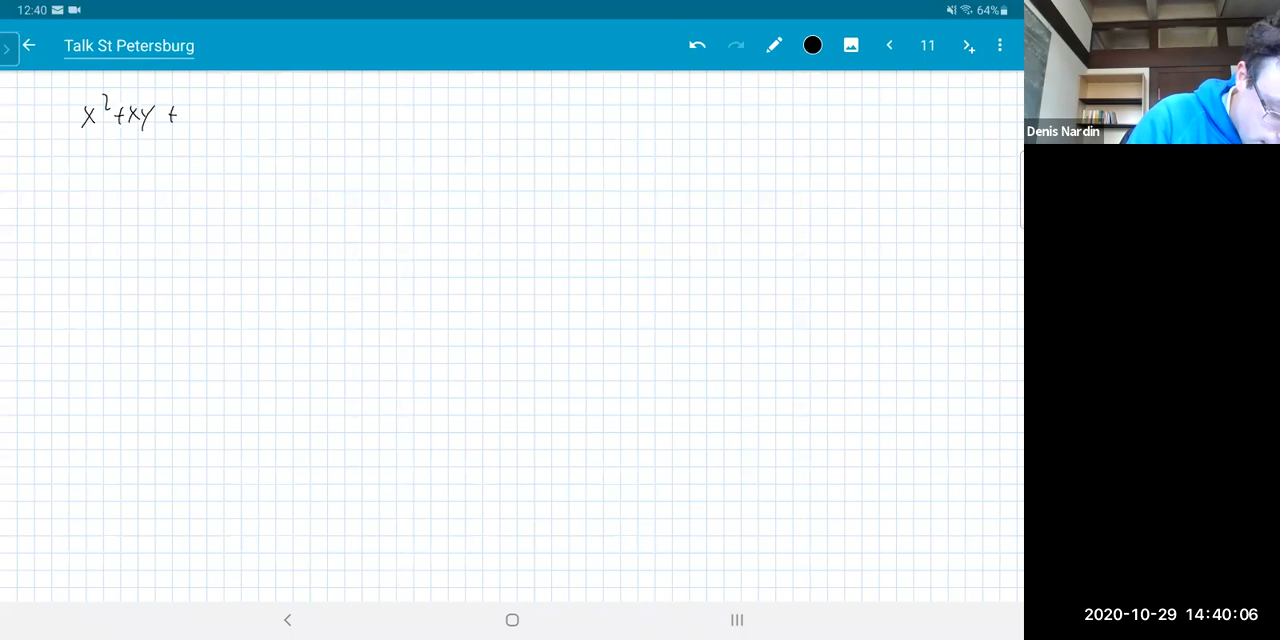 12:40 64%
Talk St Petersburg 11
x²+xy +
Denis Nardin
2020-10-29 14:40:06